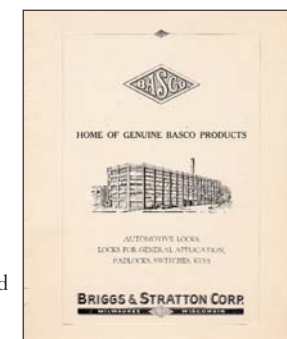 BASCO
HOME OF GENUINE BASCO PRODUCTS
AUTOMOTIVE LOCKS,
LOCKS FOR GENERAL APPLICATION,
PADLOCKS, SWITCHES, KEYS
d
BRIGGS & STRATTON CORP.
MILWAUKEE WISCONSIN